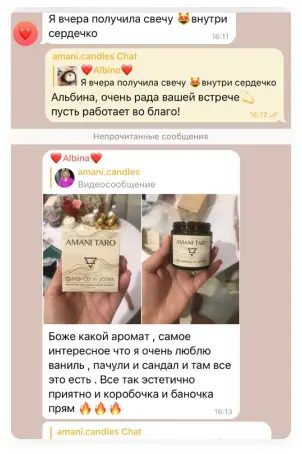 Я вчера получила свечу 😻внутри
сердечко
16:11
amani.candles Chat
❤️Albina❤️
Я вчера получила свечу 😻внутри сердечко
Альбина, очень рада вашей встрече💫
пусть работает во благо!
16:12
Непрочитанные сообщения
❤️Albina❤️
amani.candles
Видеосообщение
AMANI TARO
ФИНАНСЫ И УСПЕХ
AMANI TARO
Боже какой аромат , самое
интересное что я очень люблю
ваниль , пачули и сандал и там все
это есть . Все так эстетично
приятно и коробочка и баночка
прям 🔥🔥🔥
16:13
amani.candles Chat